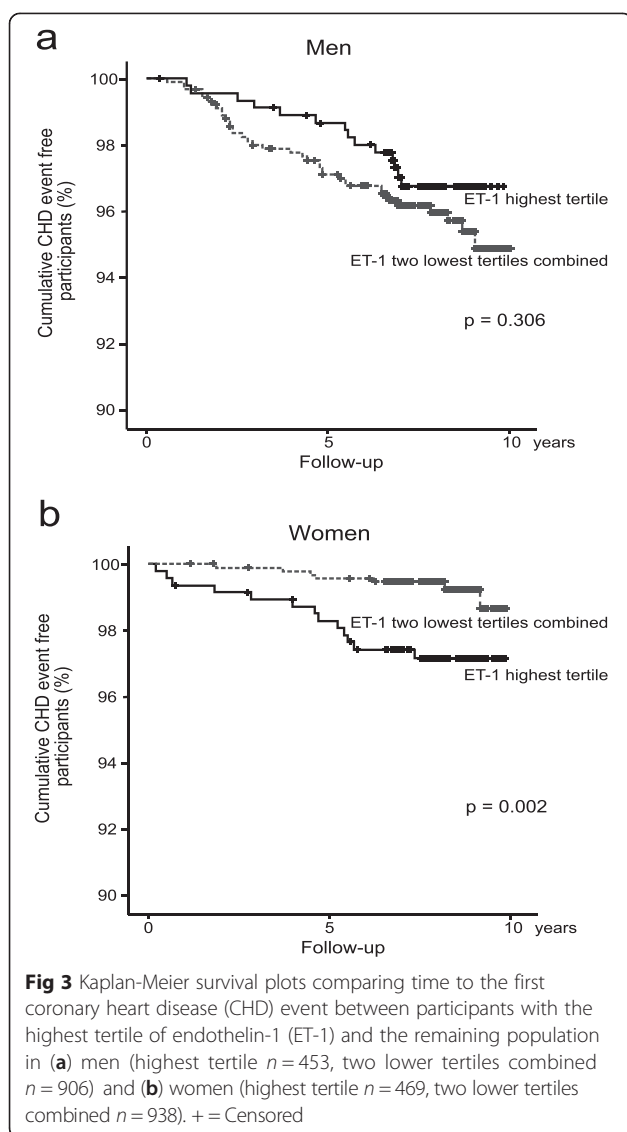 a
Men
100
98
96
94
92
90
Cumulative CHD event free
participants (%)
ET-1 highest tertile
ET-1 two lowest tertiles combined
p = 0.306
0 5 10 years
Follow-up
b
Women
100
98
96
94
92
90
Cumulative CHD event free
participants (%)
ET-1 two lowest tertiles combined
ET-1 highest tertile
p = 0.002
0 5 10 years
Follow-up
Fig 3 Kaplan-Meier survival plots comparing time to the first
coronary heart disease (CHD) event between participants with the
highest tertile of endothelin-1 (ET-1) and the remaining population
in (a) men (highest tertile n = 453, two lower tertiles combined
n = 906) and (b) women (highest tertile n = 469, two lower tertiles
combined n = 938). + = Censored